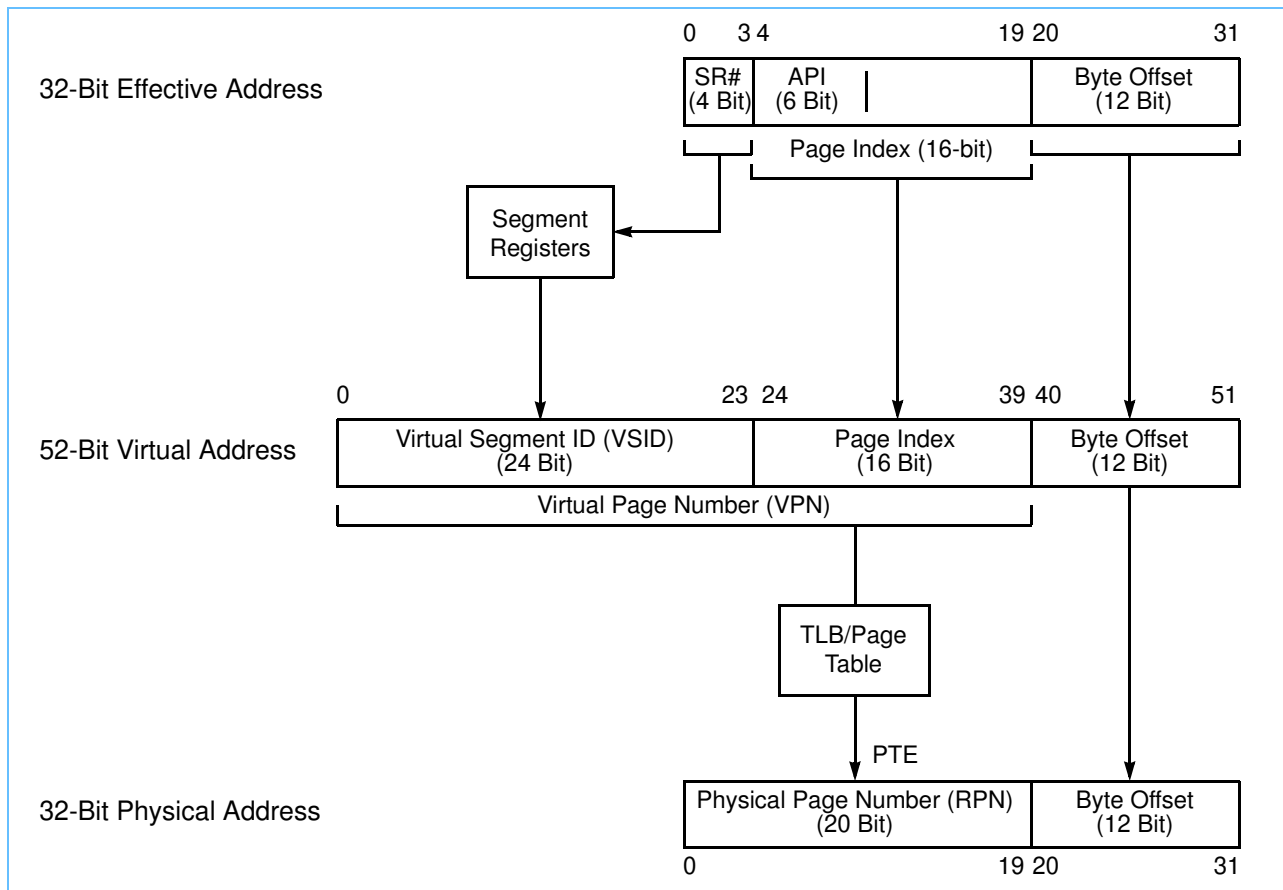 0 3 4 19 20 31
32-Bit Effective Address
SR# API Byte Offset
(4 Bit) (6 Bit) (12 Bit)
Page Index (16-bit)
Segment
Registers
0 23 24 39 40 51
52-Bit Virtual Address
Virtual Segment ID (VSID) Page Index Byte Offset
(24 Bit) (16 Bit) (12 Bit)
Virtual Page Number (VPN)
TLB/Page
Table
PTE
32-Bit Physical Address
Physical Page Number (RPN) Byte Offset
(20 Bit) (12 Bit)
0 19 20 31